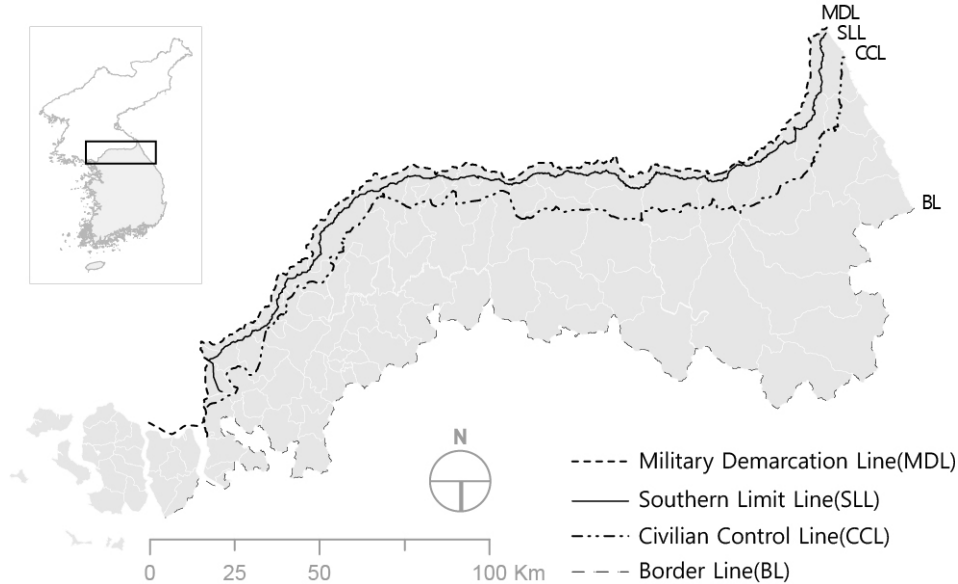 MDL
SLL
CCL
BL
N
Military Demarcation Line(MDL)
Southern Limit Line(SLL)
Civilian Control Line(CCL)
Border Line(BL)
0 25 50 100 Km